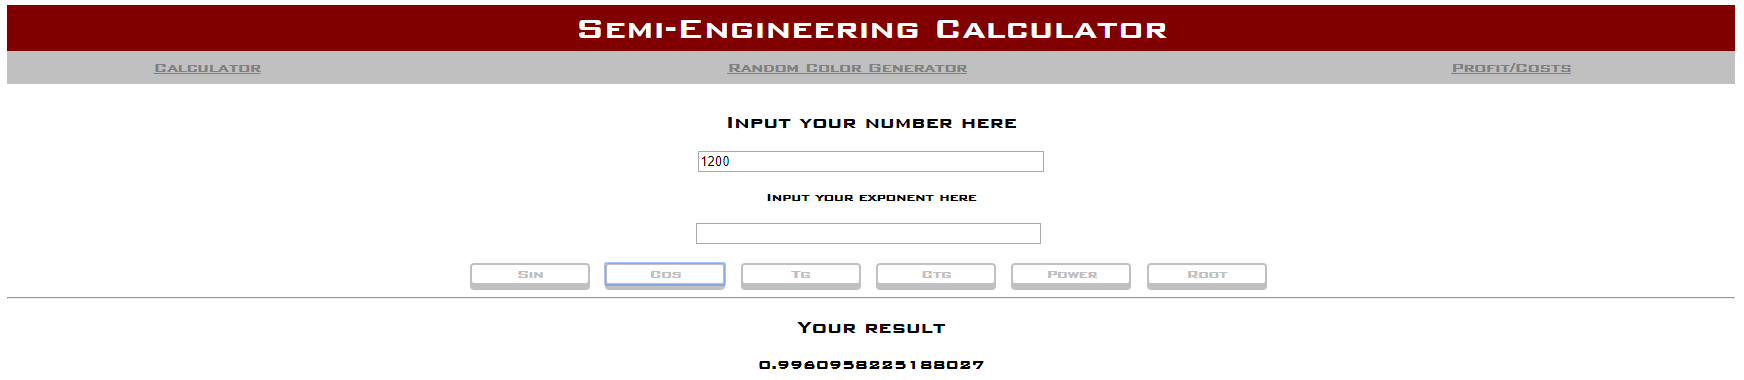 Semi-Engineering Calculator
Calculator Random Color Generator Profit/Costs
Input your number here
1200
Input your exponent here
Sin Cos Tg Ctg Power Root
Your result
0.9960958225188027